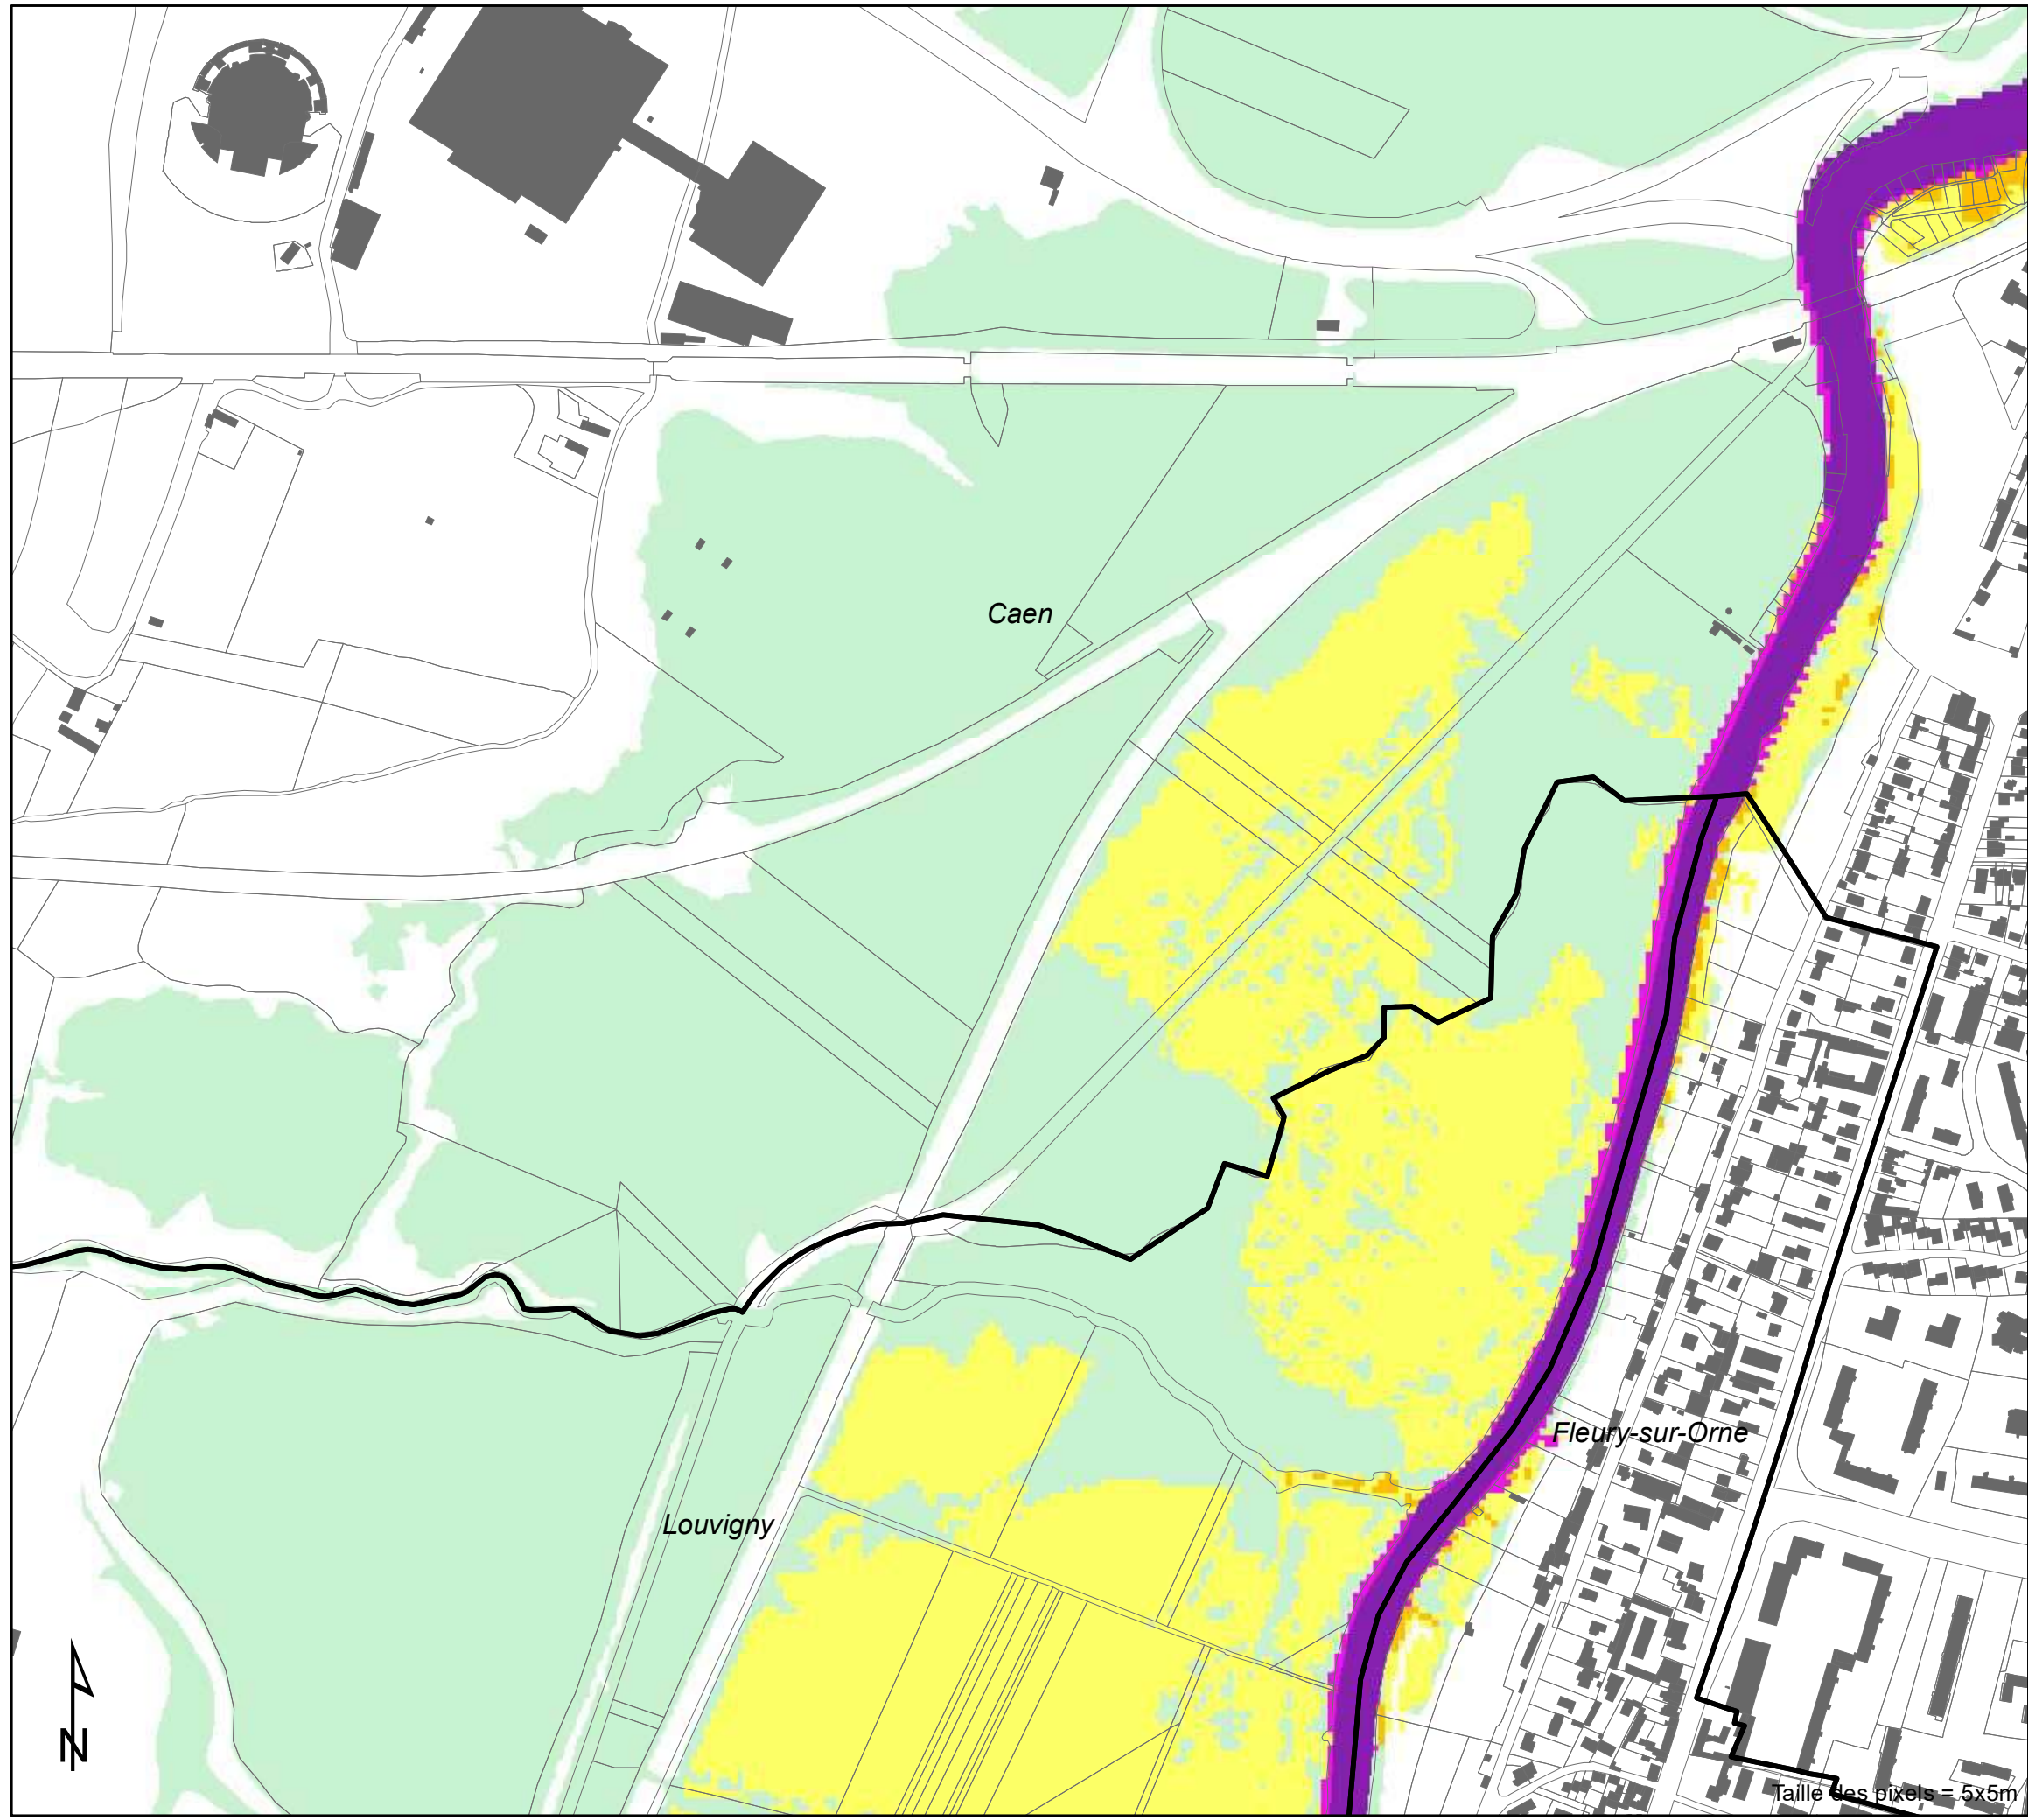 Caen
Fleury-sur-Orne
Louvigny
N
Taille des pixels = 5x5m